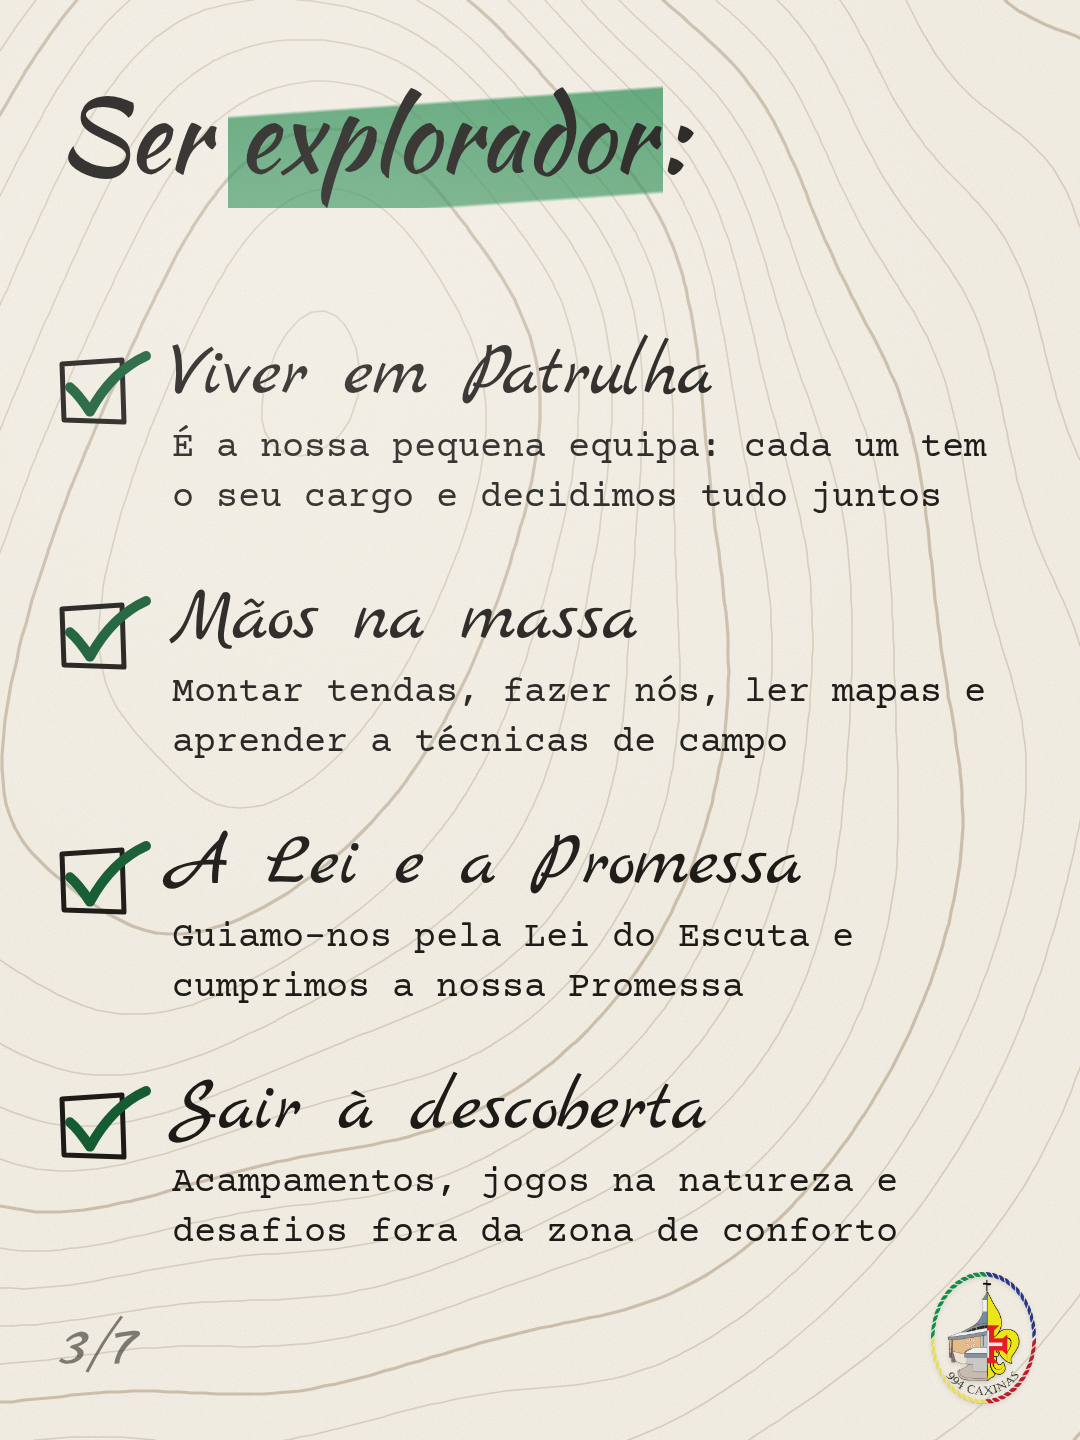 Ser explorador:
Viver em Patrulha
É a nossa pequena equipa: cada um tem
o seu cargo e decidimos tudo juntos
Mãos na massa
Montar tendas, fazer nós, ler mapas e
aprender a técnicas de campo
A Lei e a Promessa
Guiamo-nos pela Lei do Escuta e
cumprimos a nossa Promessa
Sair à descoberta
Acampamentos, jogos na natureza e
desafios fora da zona de conforto
3/7
994 CAXINAS